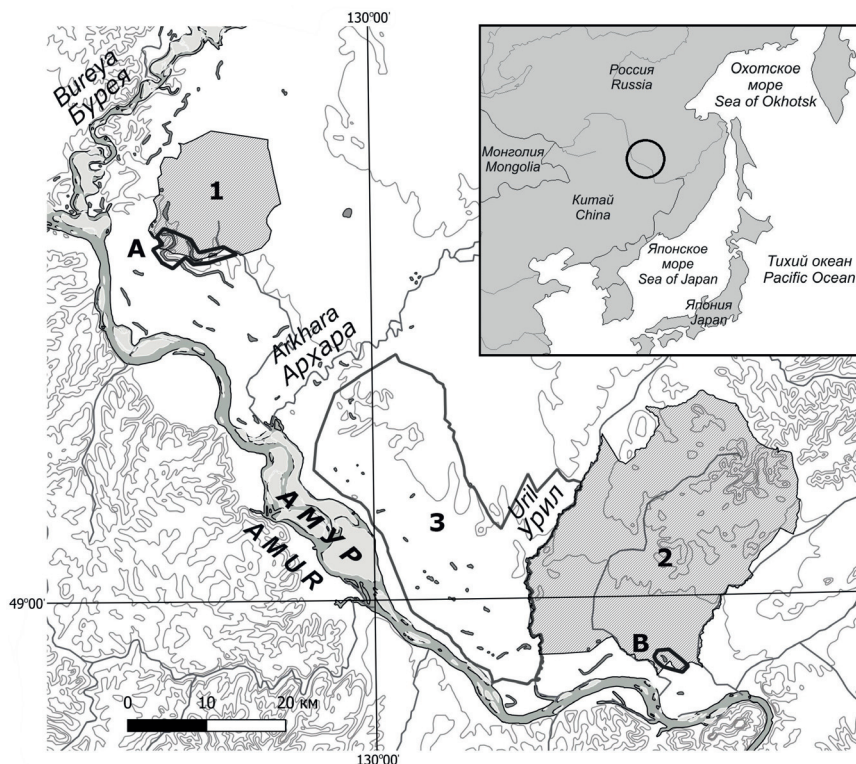 130°00'
Bureya
Бурея
1
A
Arkhara
Архара
Россия
Russia
Охотское
море
Sea of Okhotsk
Монголия
Mongolia
Китай
China
Японское
море
Sea of Japan
Япония
Japan
Тихий океан
Pacific Ocean
3
Uril
Урил
2
АМУР
AMUR
49°00'
B
0 10 20 км
130°00'